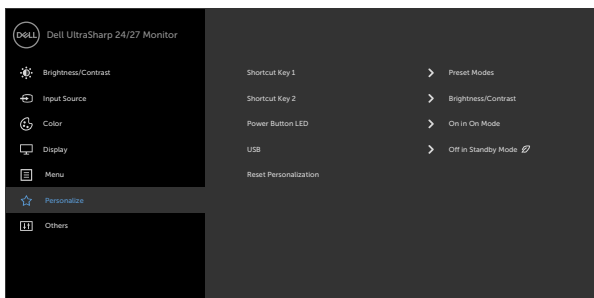 DELL Dell UltraSharp 24/27 Monitor
Brightness/Contrast
Input Source
Color
Display
Menu
Personalize
Others
Shortcut Key 1 Preset Modes
Shortcut Key 2 Brightness/Contrast
Power Button LED On in On Mode
USB Off in Standby Mode
Reset Personalization